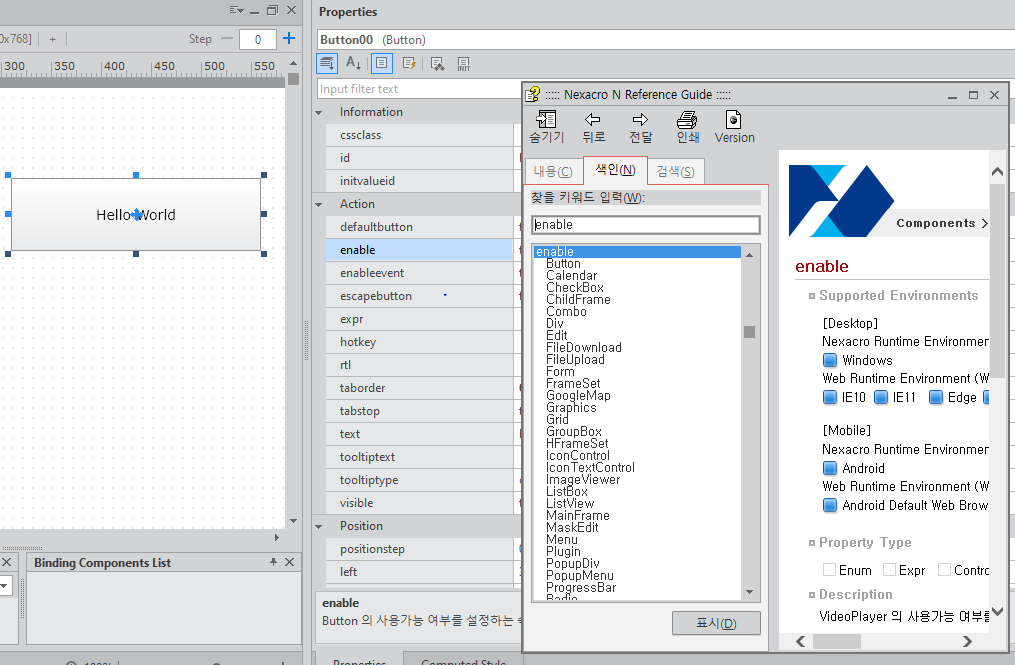 0x768]
+
Step
0
300 350 400 450 500 550
Hello World
Binding Components List
Properties
Button00 (Button)
INIT
Input filter text
Information
cssclass
id
initvalueid
Action
defaultbutton
enable
enableevent
escapebutton
expr
hotkey
rtl
taborder
tabstop
text
tooltiptext
tooltiptype
visible
Position
positionstep
left
enable
Button 의 사용가능 여부를 설정하는
Properties
Computed Style
::::: Nexacro N Reference Guide :::::
숨기기 뒤로 전달 인쇄 Version
내용(C) 색인(N) 검색(S)
찾을 키워드 입력(W):
enable
enable
Button
Calendar
CheckBox
ChildFrame
Combo
Div
Edit
FileDownload
FileUpload
Form
FrameSet
GoogleMap
Graphics
Grid
GroupBox
HFrameSet
IconControl
IconTextControl
ImageViewer
ListBox
ListView
MainFrame
MaskEdit
Menu
Plugin
PopupDiv
PopupMenu
ProgressBar
Radio
표시(D)
Components >
enable
Supported Environments
[Desktop]
Nexacro Runtime Environmen
Windows
Web Runtime Environment (W
IE10 IE11 Edge
[Mobile]
Nexacro Runtime Environmen
Android
Web Runtime Environment (W
Android Default Web Brow
Property Type
Enum Expr Contro
Description
VideoPlayer 의 사용가능 여부를